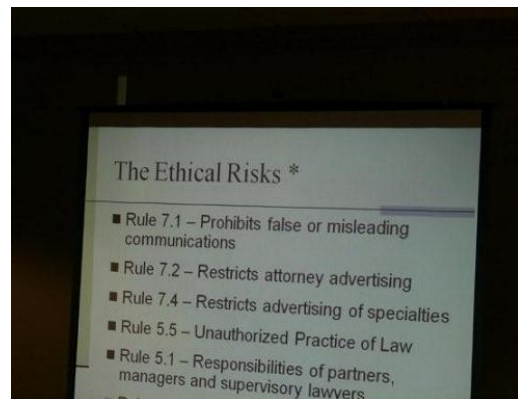 The Ethical Risks *
■ Rule 7.1 – Prohibits false or misleading
communications
■ Rule 7.2 – Restricts attorney advertising
■ Rule 7.4 – Restricts advertising of specialties
■ Rule 5.5 – Unauthorized Practice of Law
■ Rule 5.1 – Responsibilities of partners,
managers and supervisory lawyers